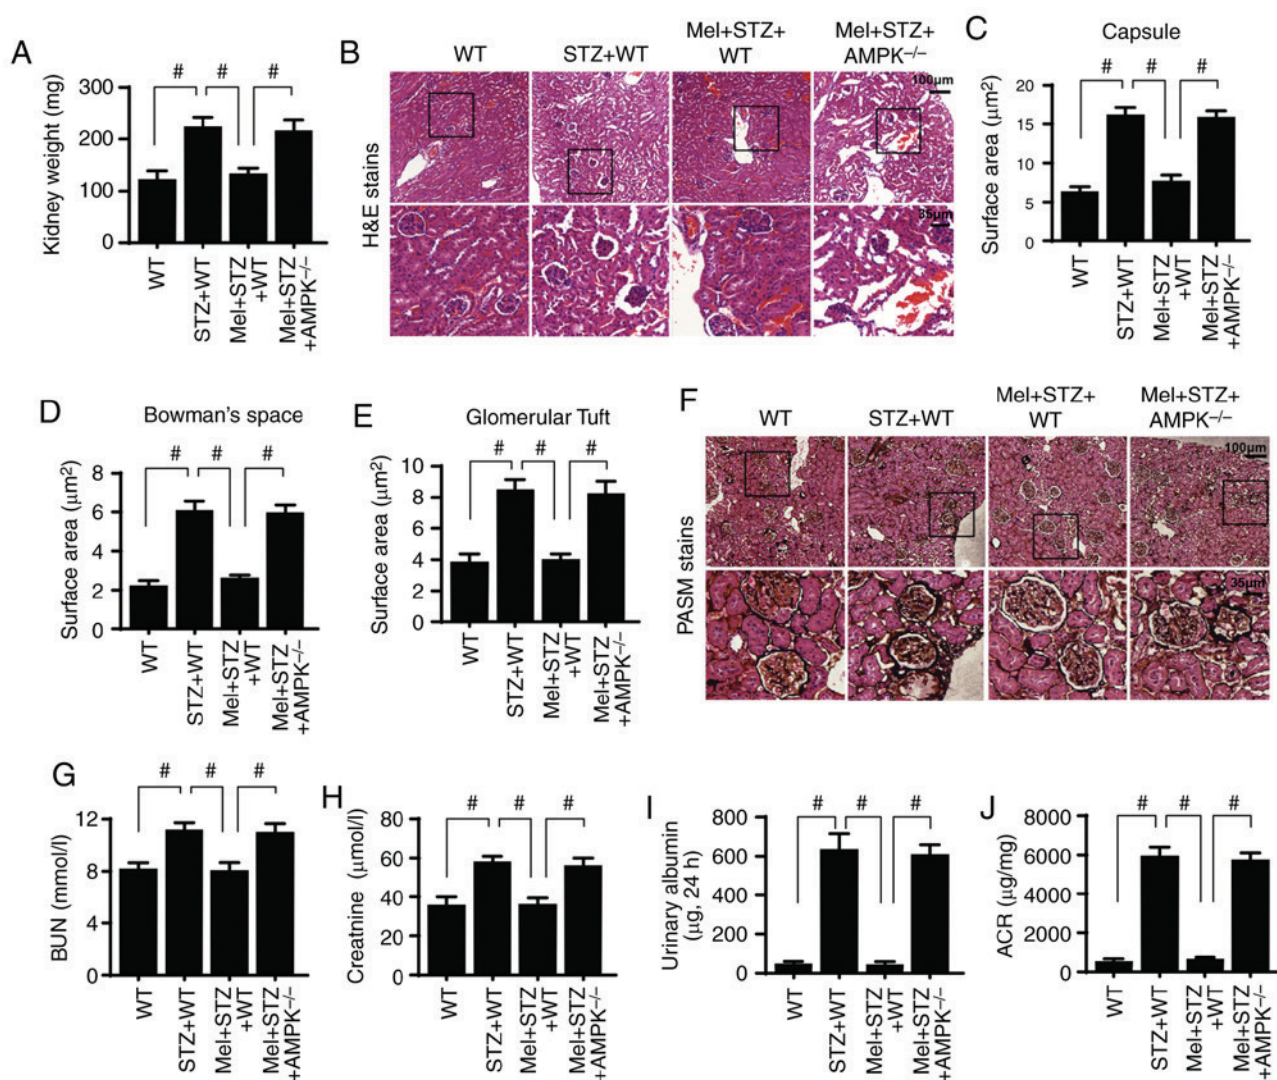 A
Kidney weight (mg)
300
200
100
0
# # #
WT
STZ+WT
Mel+STZ
+WT
Mel+STZ
+AMPK–/–
B
WT
STZ+WT
Mel+STZ+
WT
Mel+STZ+
AMPK–/–
H&E stains
100µm
35µm
C
Capsule
Surface area (µm2)
20
15
10
5
0
# # #
WT
STZ+WT
Mel+STZ
+WT
Mel+STZ
+AMPK–/–
D
Bowman's space
Surface area (µm2)
8
6
4
2
0
# # #
WT
STZ+WT
Mel+STZ
+WT
Mel+STZ
+AMPK–/–
E
Glomerular Tuft
Surface area (µm2)
10
8
6
4
2
0
# # #
WT
STZ+WT
Mel+STZ
+WT
Mel+STZ
+AMPK–/–
F
WT
STZ+WT
Mel+STZ+
WT
Mel+STZ+
AMPK–/–
PASM stains
100µm
35µm
G
BUN (mmol/l)
12
8
4
0
# # #
WT
STZ+WT
Mel+STZ
+WT
Mel+STZ
+AMPK–/–
H
Creatnine (µmol/l)
80
60
40
20
0
# # #
WT
STZ+WT
Mel+STZ
+WT
Mel+STZ
+AMPK–/–
I
Urinary albumin
(µg, 24 h)
800
600
400
200
0
# # #
WT
STZ+WT
Mel+STZ
+WT
Mel+STZ
+AMPK–/–
J
ACR (µg/mg)
8000
6000
4000
2000
0
# # #
WT
STZ+WT
Mel+STZ
+WT
Mel+STZ
+AMPK–/–